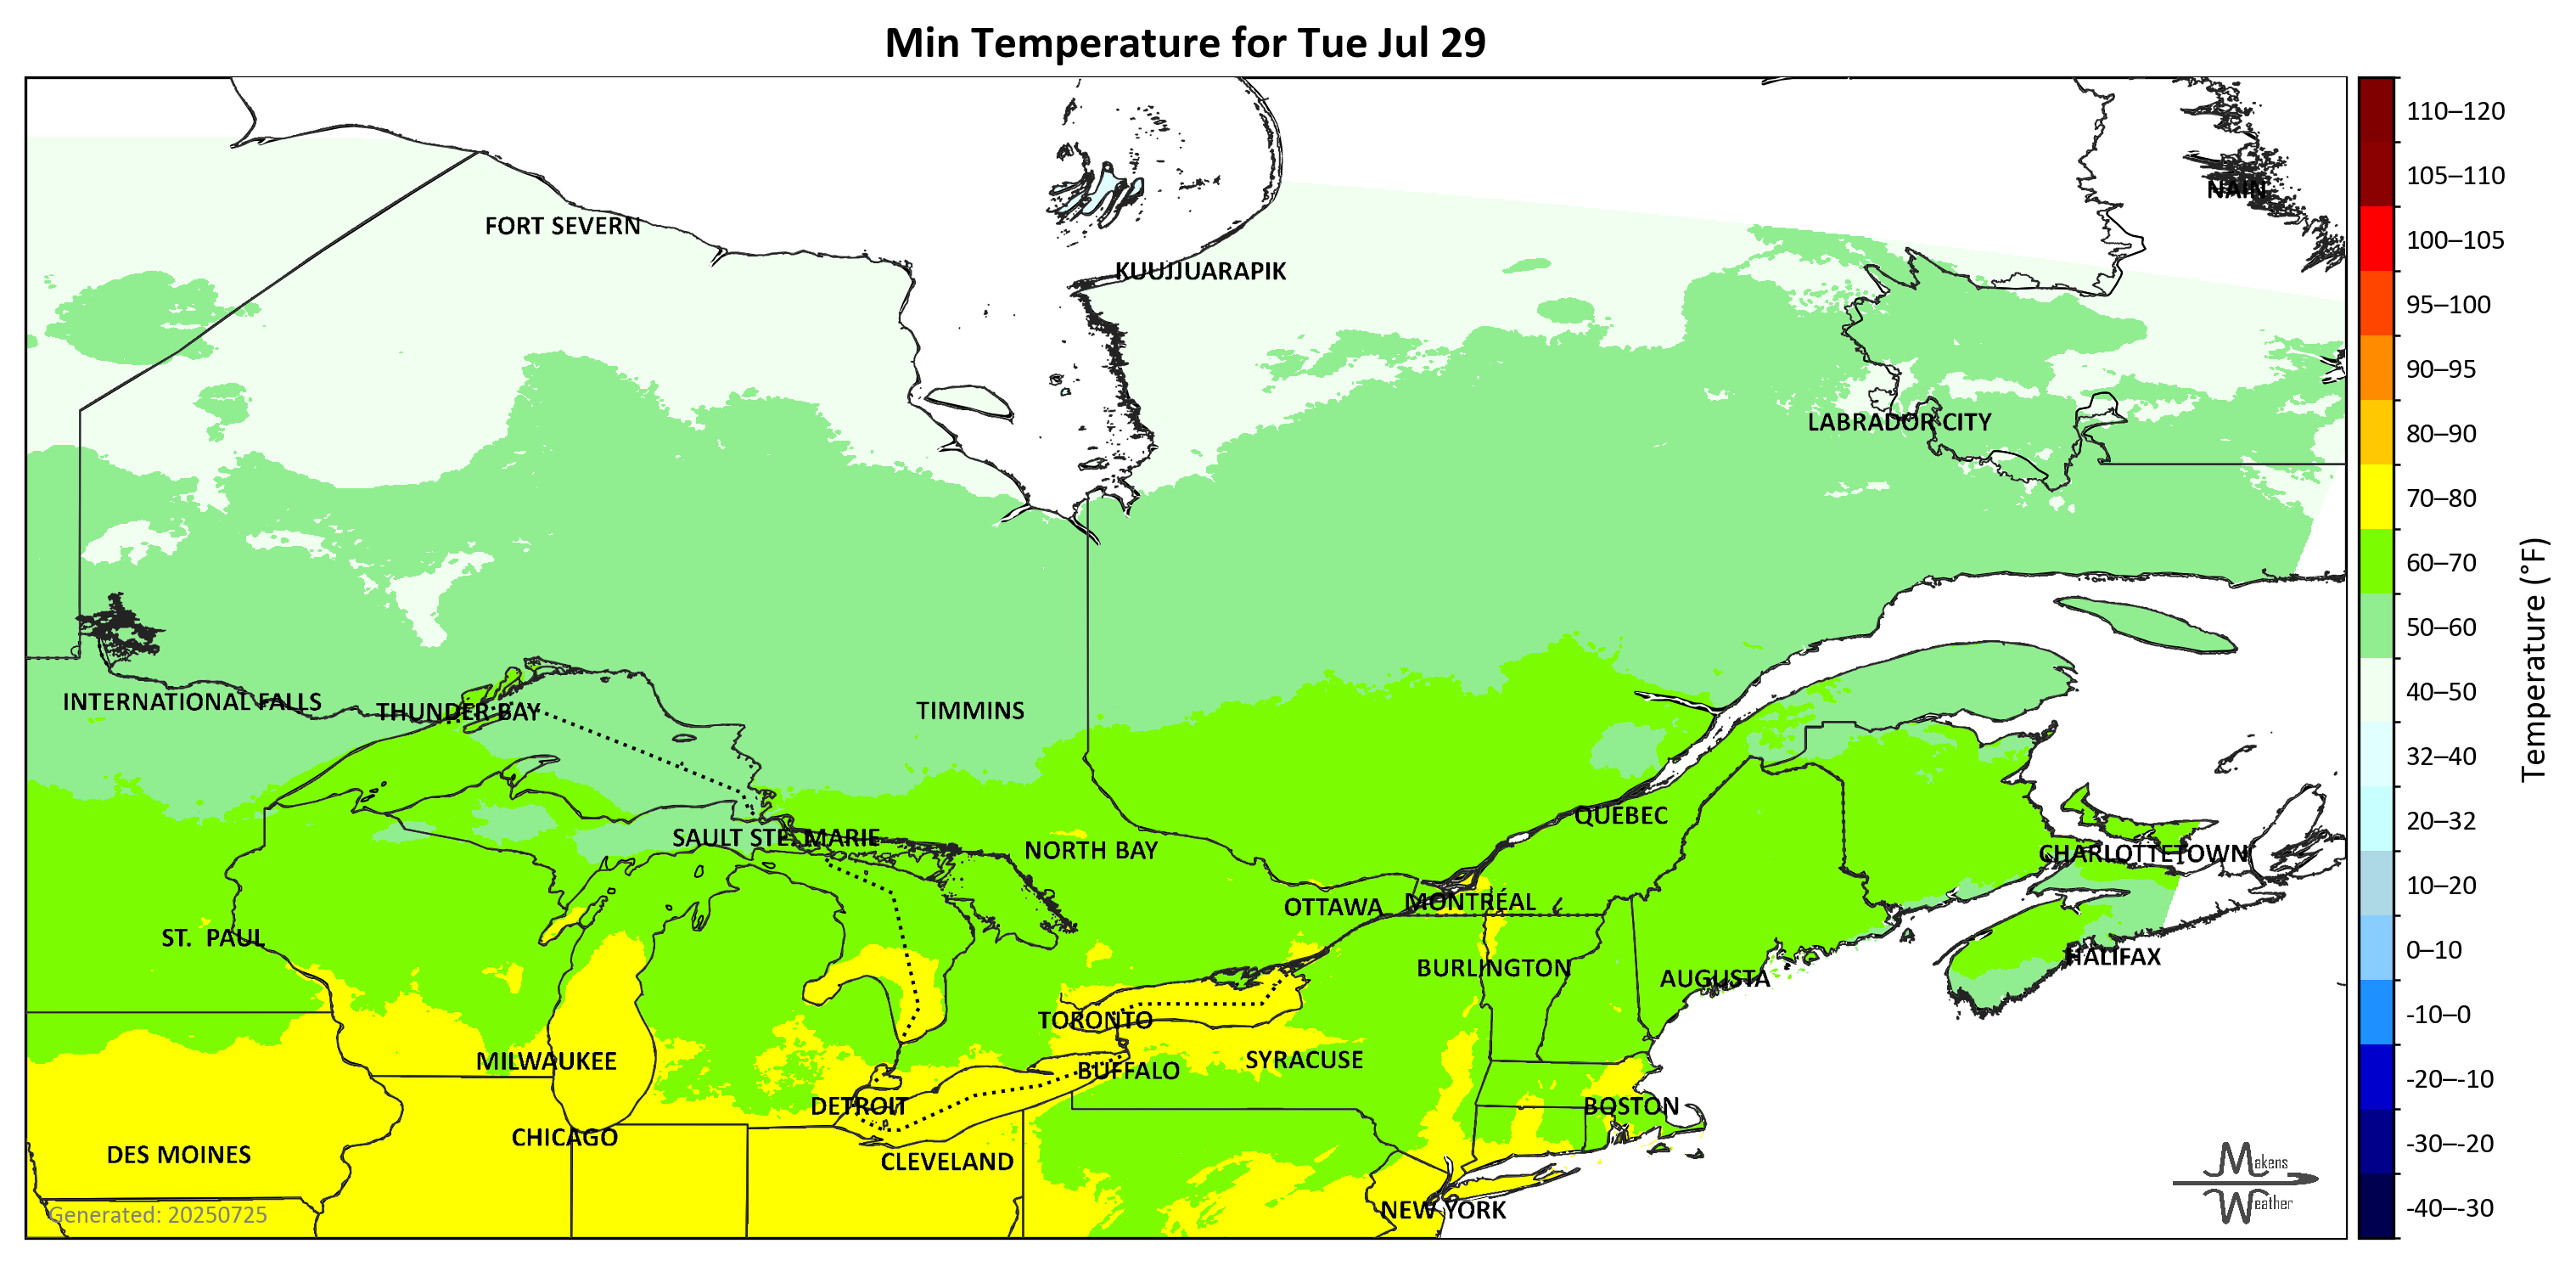 Min Temperature for Tue Jul 29
NAIN
FORT SEVERN
KUUJJUARAPIK
LABRADOR CITY
INTERNATIONAL FALLS
THUNDER BAY
TIMMINS
QUÉBEC
SAULT STE. MARIE
NORTH BAY
CHARLOTTETOWN
OTTAWA
MONTRÉAL
ST. PAUL
HALIFAX
BURLINGTON
AUGUSTA
TORONTO
MILWAUKEE
SYRACUSE
BUFFALO
DETROIT
BOSTON
CHICAGO
DES MOINES
CLEVELAND
NEW YORK
Generated: 20250725
Makens
Weather
110–120
105–110
100–105
95–100
90–95
80–90
70–80
60–70
50–60
40–50
32–40
20–32
10–20
0–10
-10–0
-20–-10
-30–-20
-40–-30
Temperature (°F)